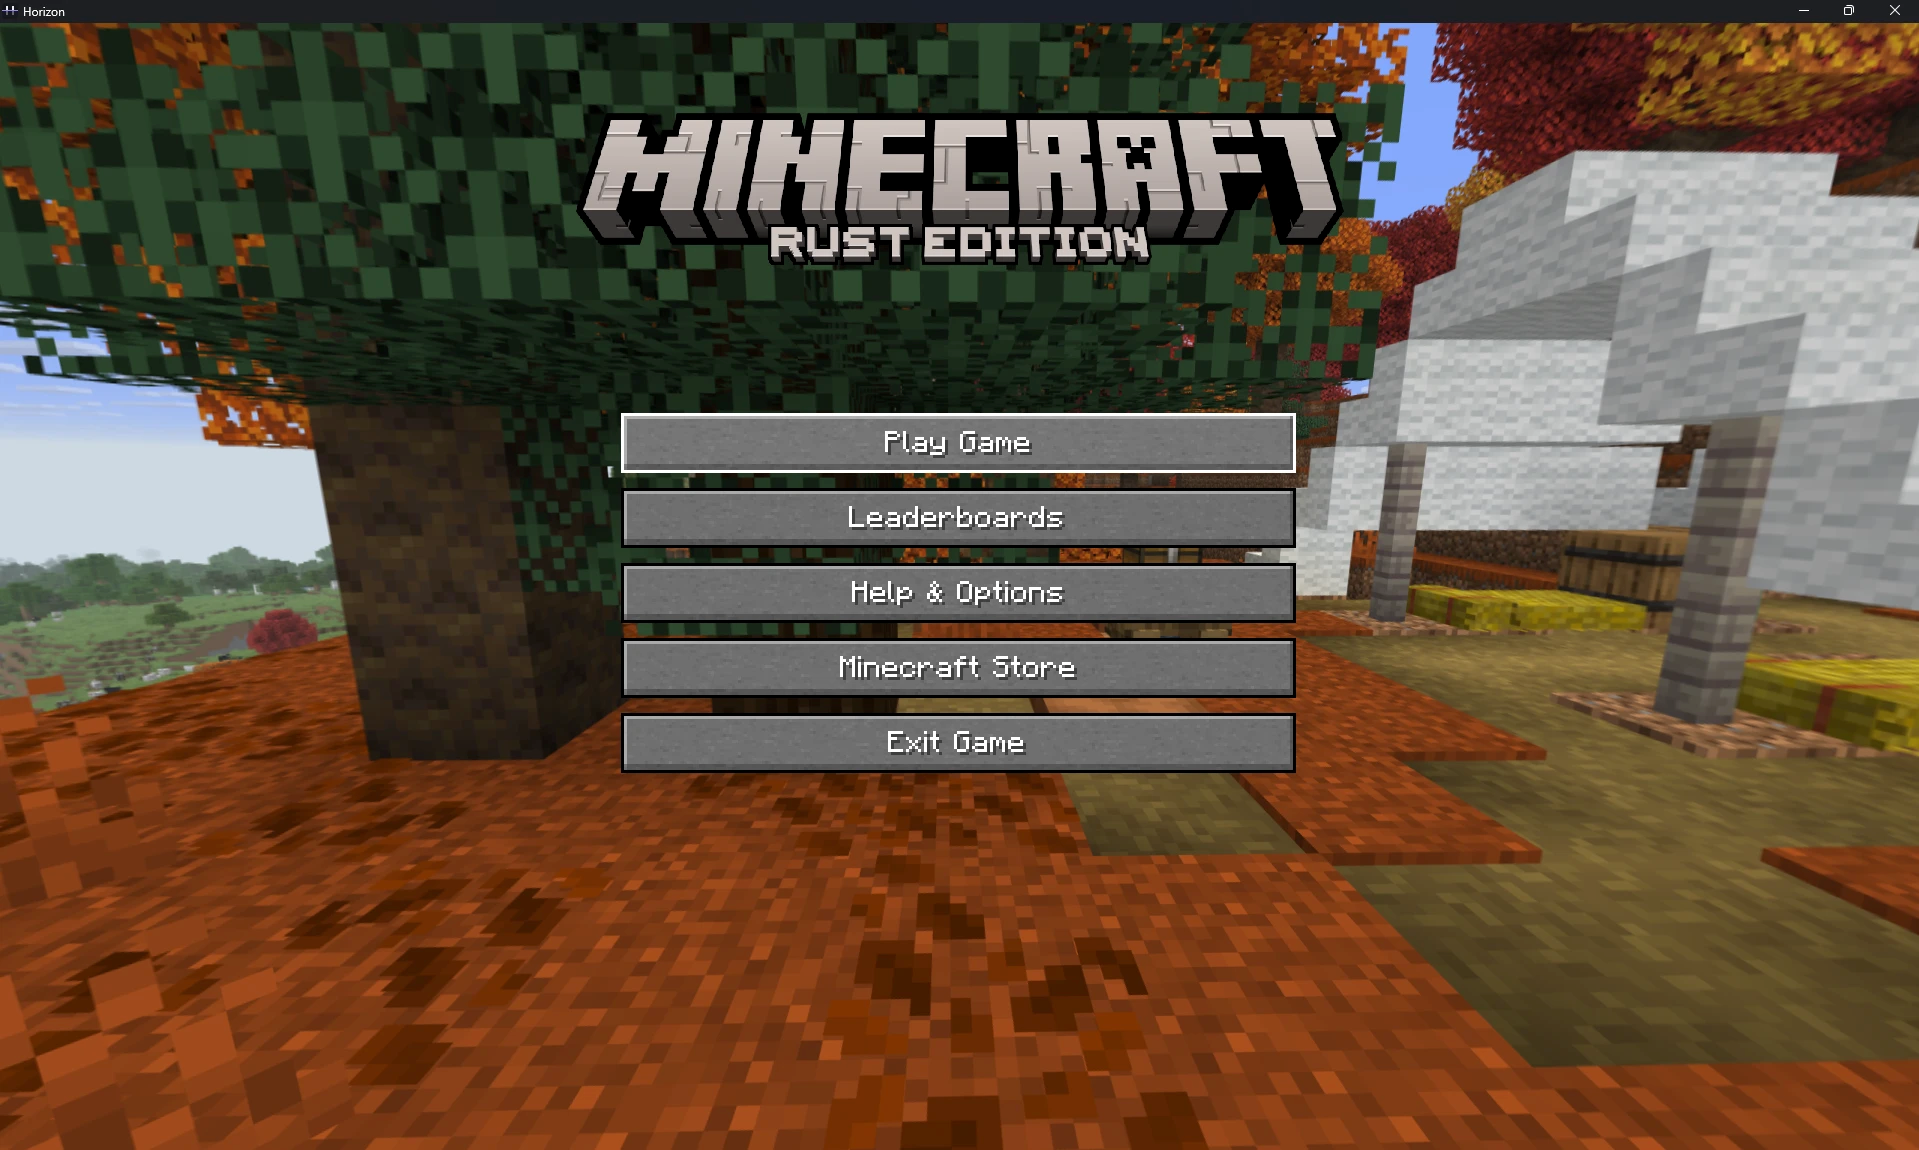 Horizon
MINECRAFT
RUST EDITION
Play Game
Leaderboards
Help & Options
Minecraft Store
Exit Game